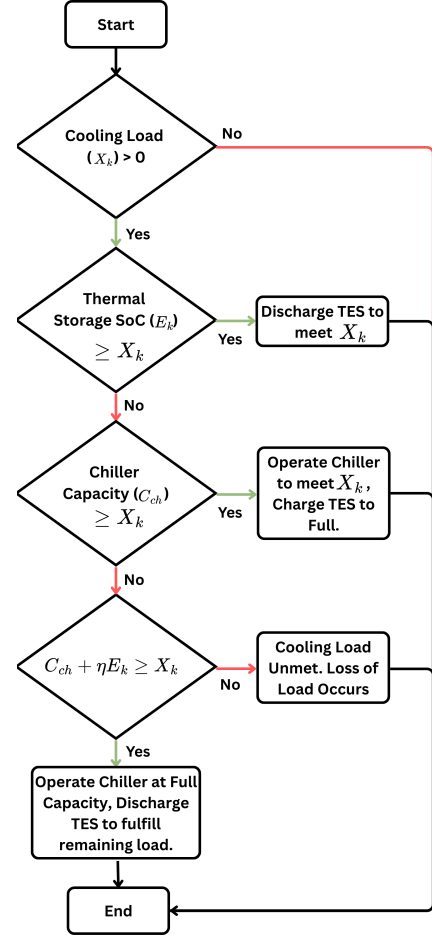 Start
Cooling Load
(X_k) > 0
No
Yes
Thermal
Storage SoC (E_k)
≥ X_k
Yes
Discharge TES to
meet X_k
No
Chiller
Capacity (C_ch)
≥ X_k
Yes
Operate Chiller
to meet X_k ,
Charge TES to
Full.
No
C_ch + ηE_k ≥ X_k
No
Cooling Load
Unmet. Loss of
Load Occurs
Yes
Operate Chiller at Full
Capacity, Discharge
TES to fulfill
remaining load.
End